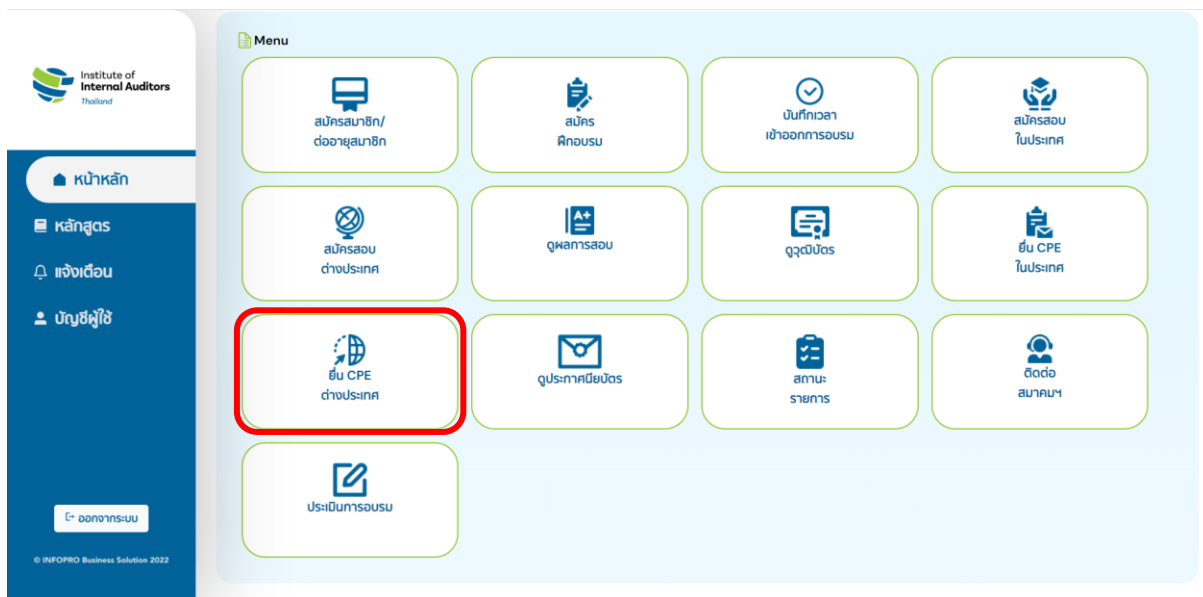 Institute of
Internal Auditors
Thailand
หน้าหลัก
หลักสูตร
แจ้งเตือน
บัญชีผู้ใช้
ออกจากระบบ
© INFOPRO Business Solution 2022
Menu
สมัครสมาชิก/
ต่ออายุสมาชิก
สมัคร
ฝึกอบรม
บันทึกเวลา
เข้าออกการอบรม
สมัครสอบ
ในประเทศ
สมัครสอบ
ต่างประเทศ
A+
ดูผลการสอบ
ดูวุฒิบัตร
ยื่น CPE
ในประเทศ
ยื่น CPE
ต่างประเทศ
ดูประกาศนียบัตร
สถานะ
รายการ
ติดต่อ
สมาคมฯ
ประเมินการอบรม